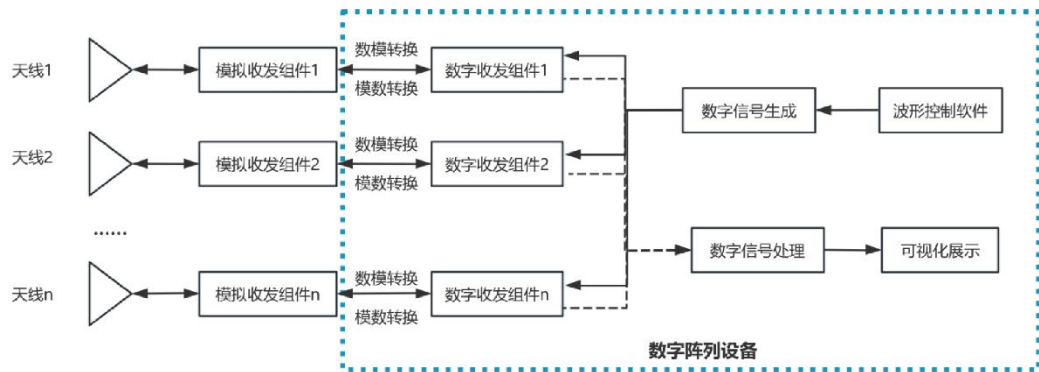 天线1
模拟收发组件1
数模转换
模数转换
数字收发组件1
数字信号生成
波形控制软件
天线2
模拟收发组件2
数模转换
模数转换
数字收发组件2
......
数字信号处理
可视化展示
天线n
模拟收发组件n
数模转换
模数转换
数字收发组件n
数字阵列设备